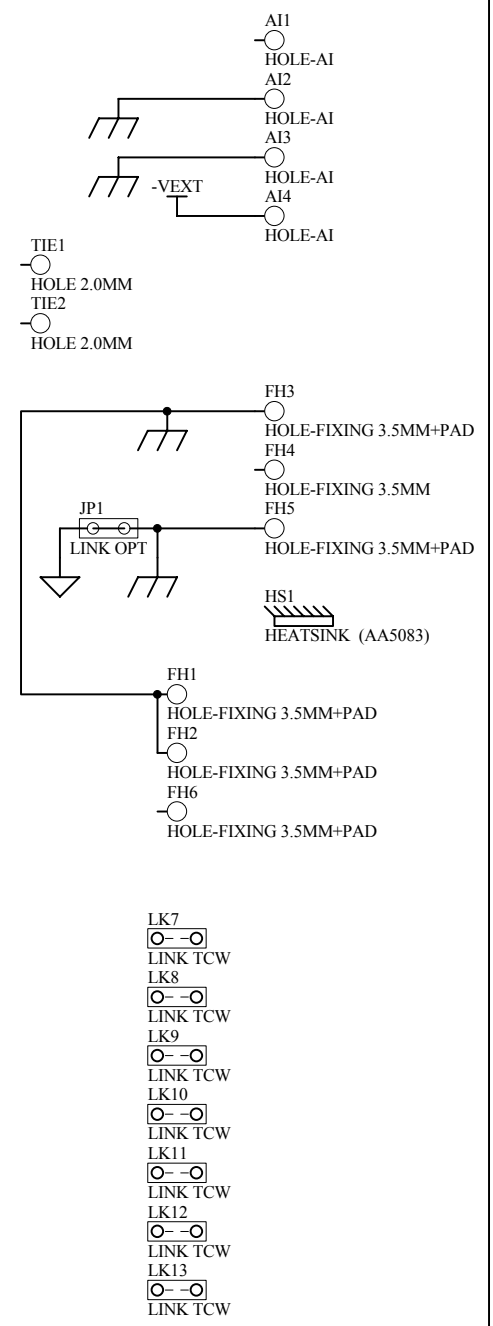 AI1
HOLE-AI
AI2
HOLE-AI
AI3
HOLE-AI
-VEXT
AI4
HOLE-AI
TIE1
HOLE 2.0MM
TIE2
HOLE 2.0MM
FH3
HOLE-FIXING 3.5MM+PAD
FH4
HOLE-FIXING 3.5MM
JP1
LINK OPT
FH5
HOLE-FIXING 3.5MM+PAD
HS1
HEATSINK (AA5083)
FH1
HOLE-FIXING 3.5MM+PAD
FH2
HOLE-FIXING 3.5MM+PAD
FH6
HOLE-FIXING 3.5MM+PAD
LK7
LINK TCW
LK8
LINK TCW
LK9
LINK TCW
LK10
LINK TCW
LK11
LINK TCW
LK12
LINK TCW
LK13
LINK TCW